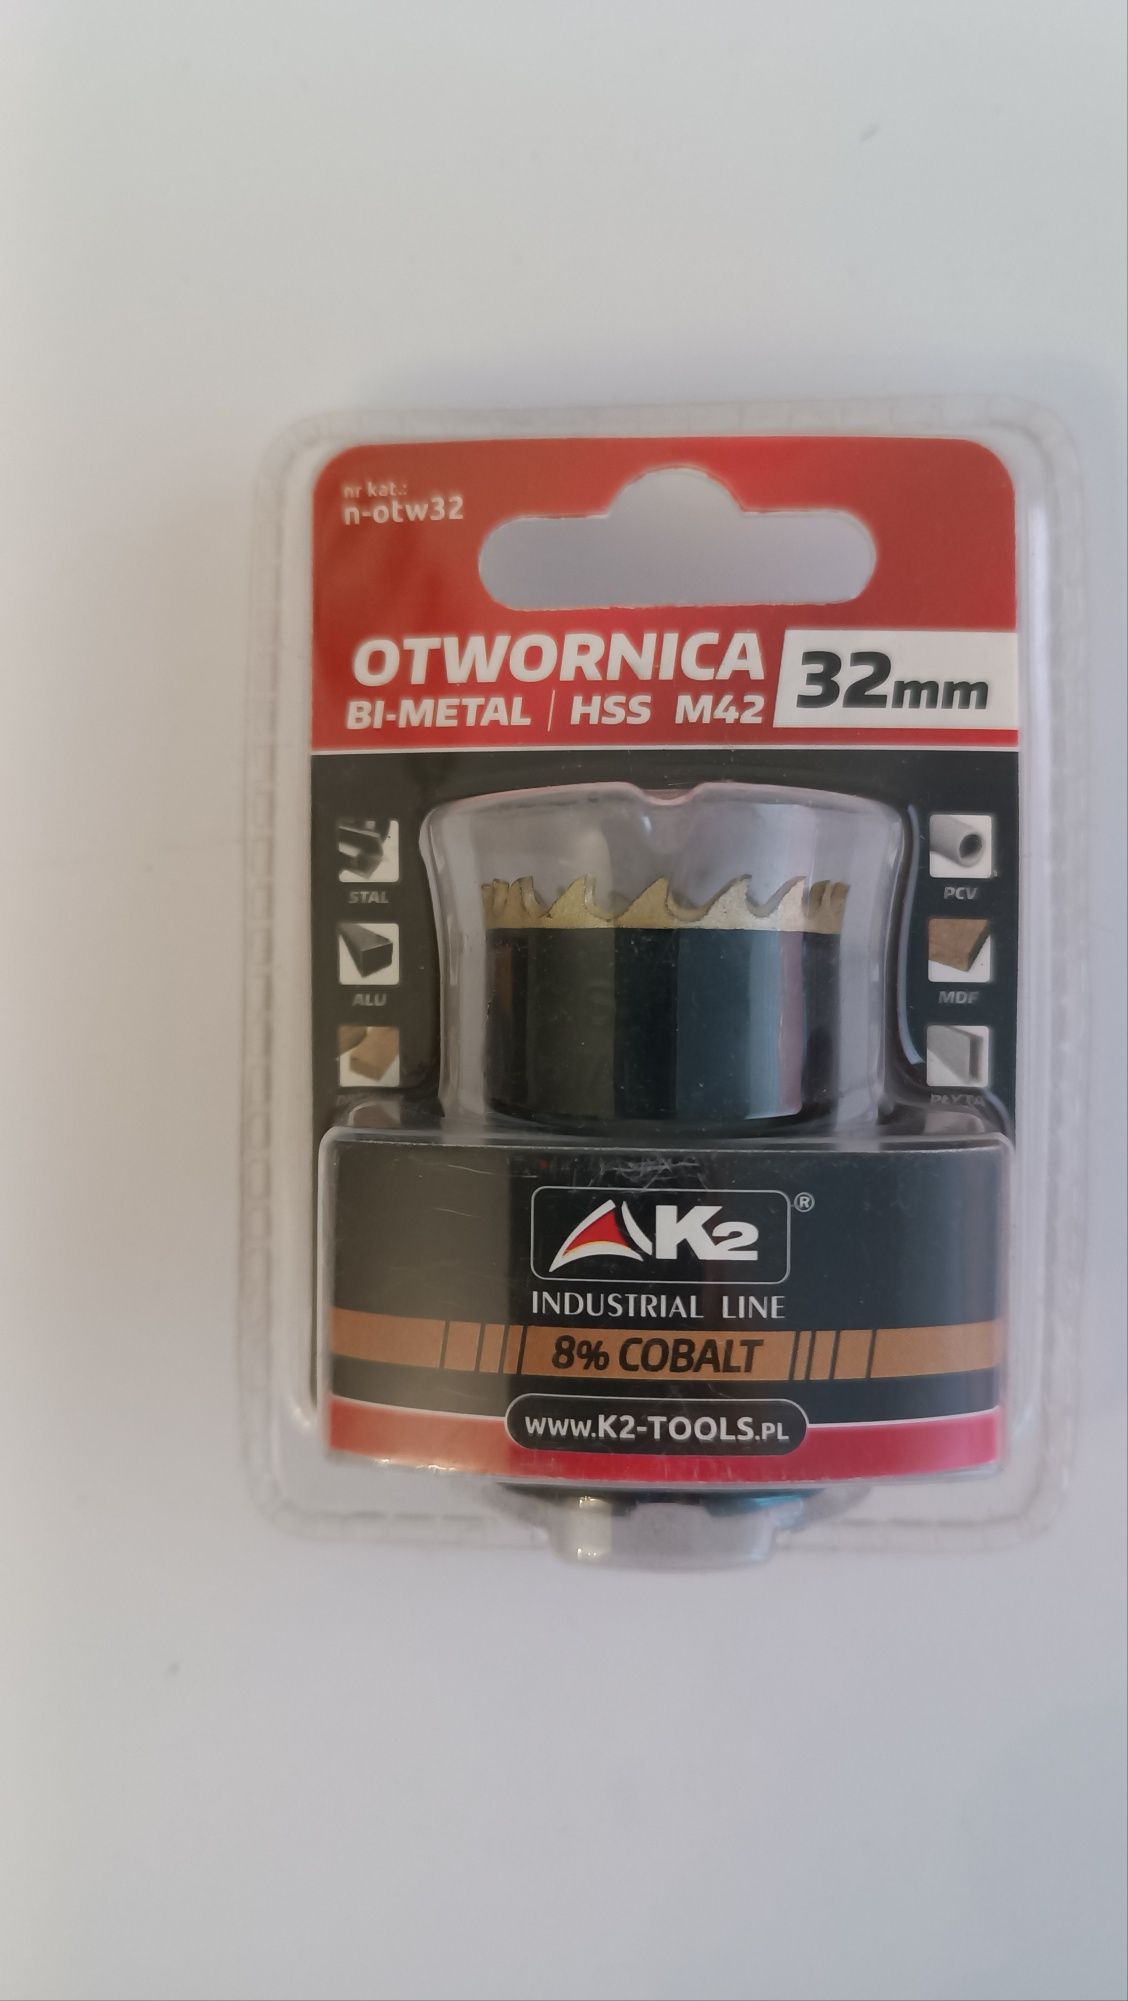 nr kat.:
n-otw32
OTWORNICA
BI-METAL | HSS M42
32mm
STAL
PCV
ALU
MDF
PŁYTA
K2®
INDUSTRIAL LINE
8% COBALT
WWW.K2-TOOLS.PL